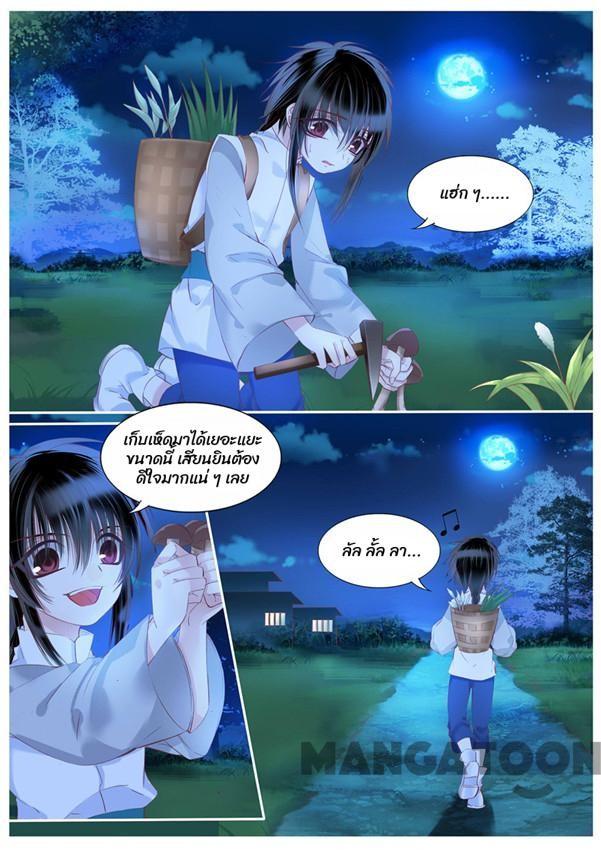 แฮ่ก ๆ......
เก็บเห็ดมาได้เยอะแยะ
ขนาดนี้ เสียนยินต้อง
ดีใจมากแน่ ๆ เลย
ลัล ลั้ล ลา...
MANGATOON